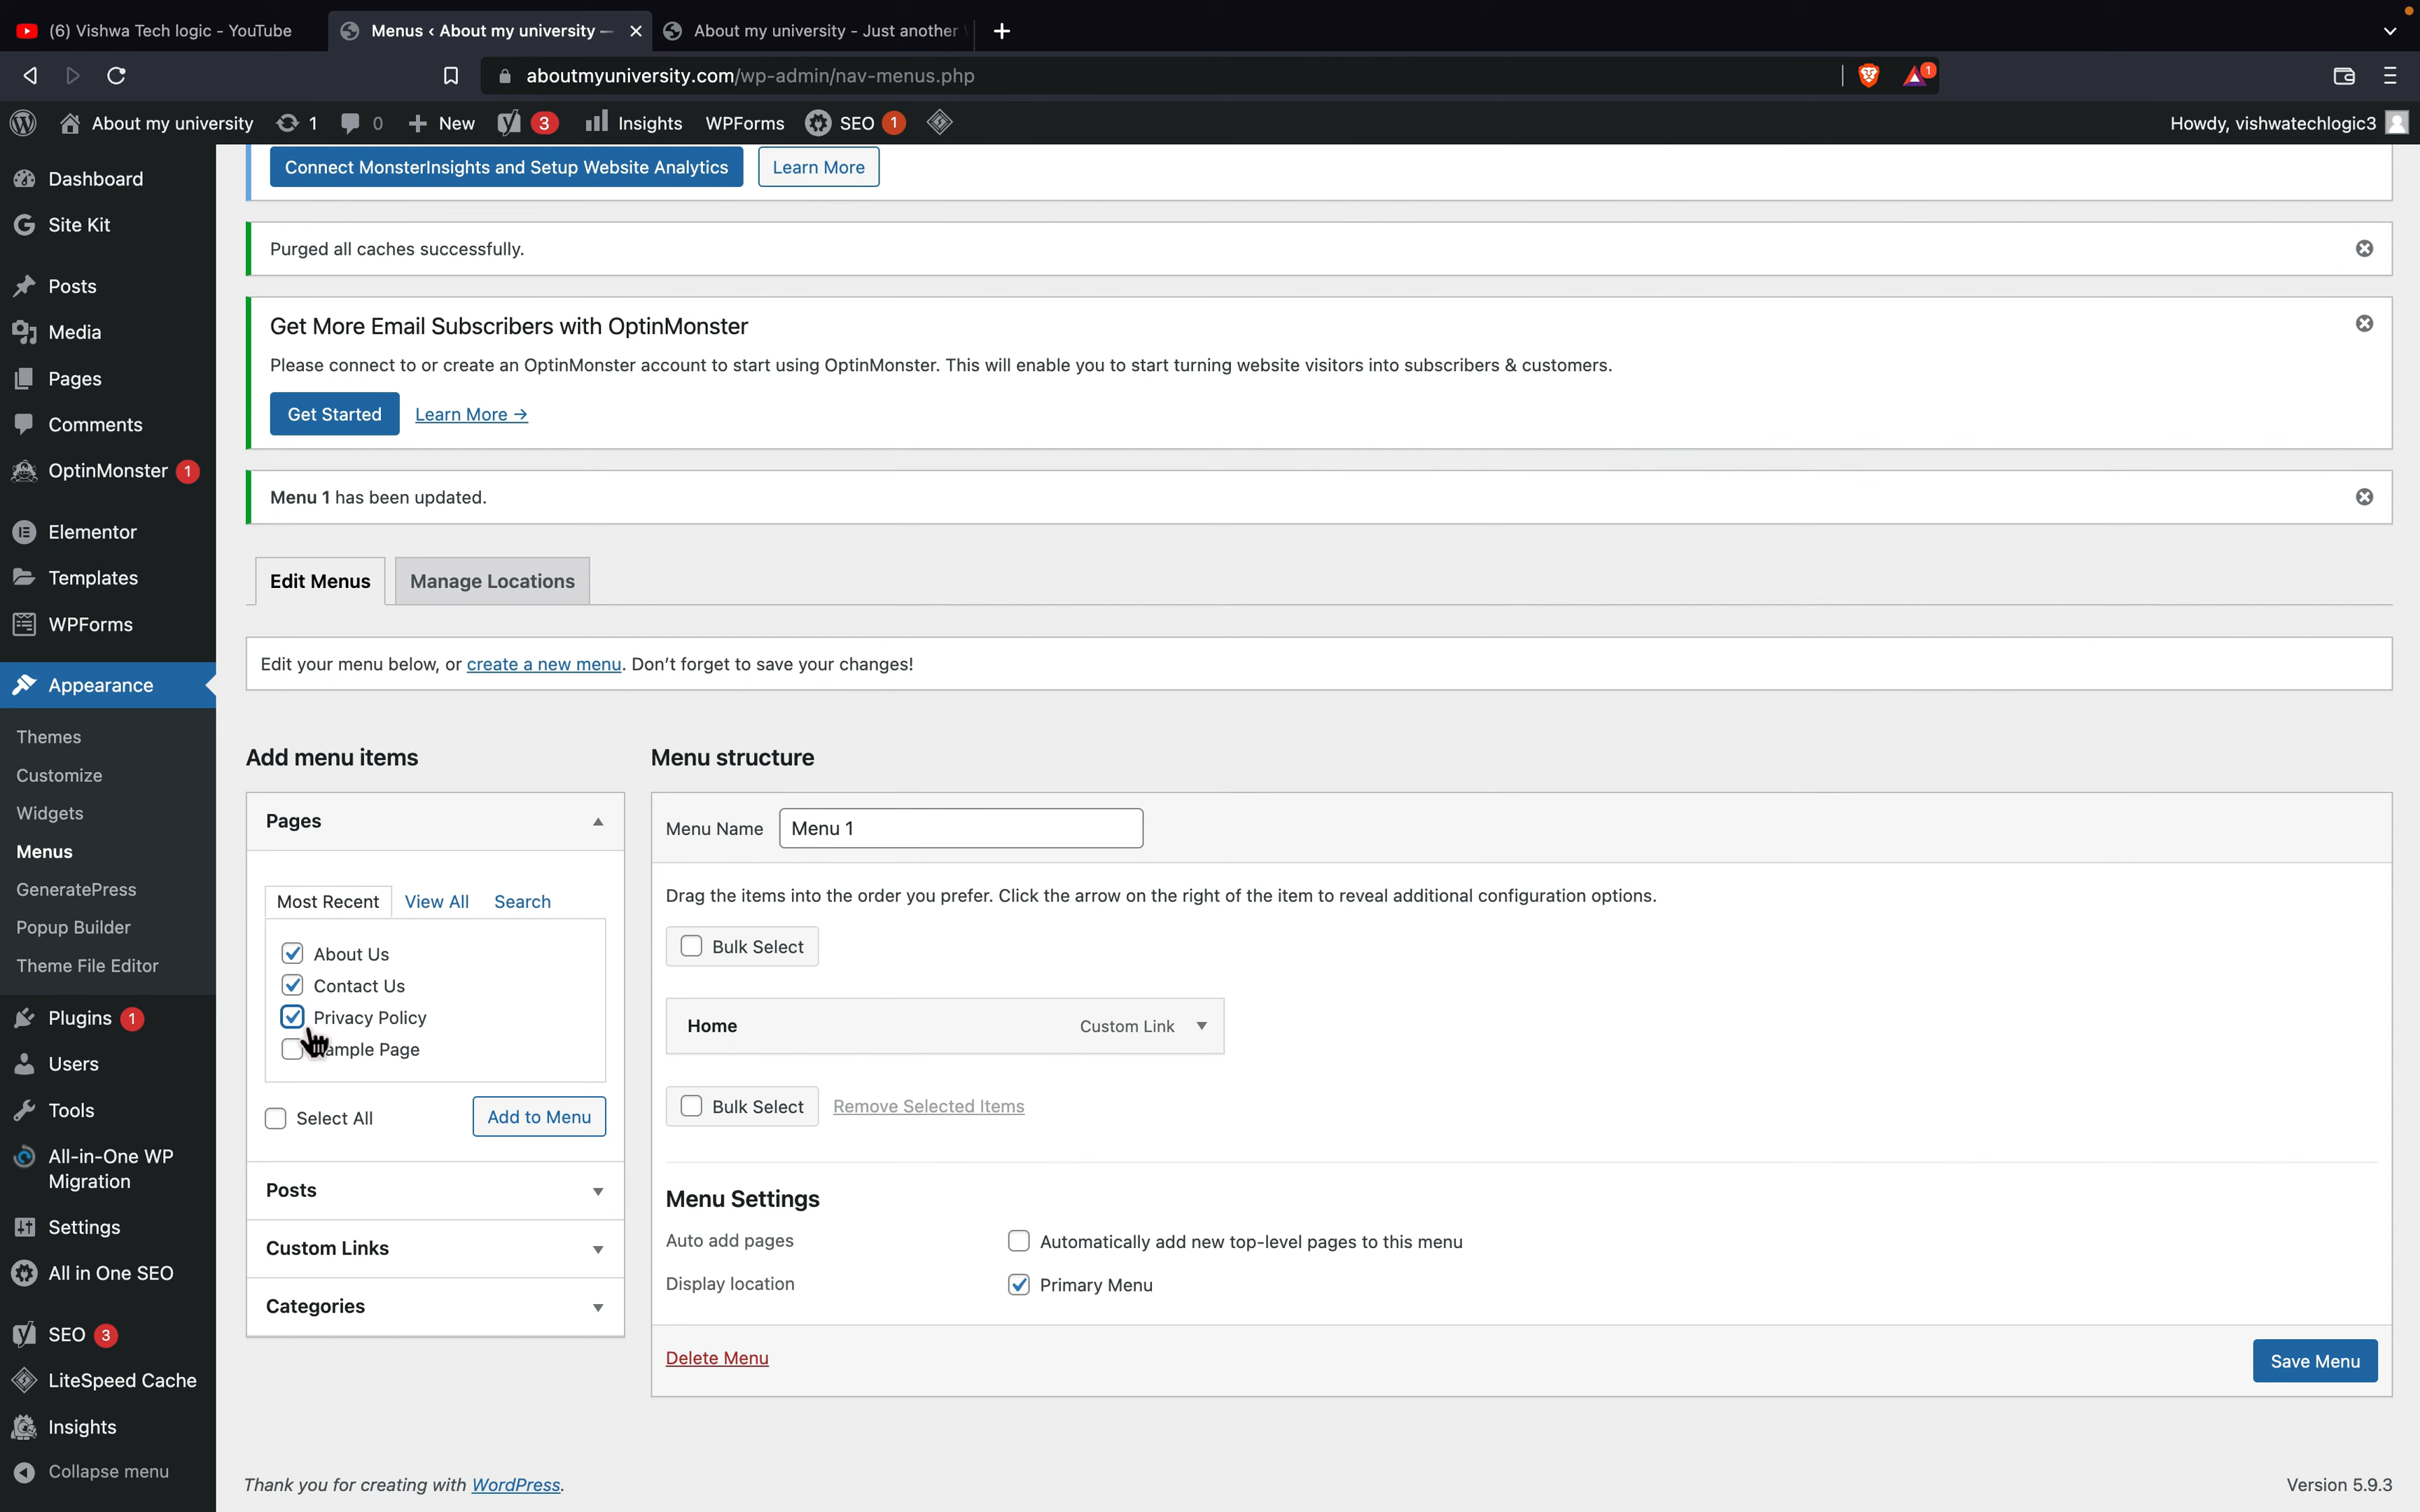 (6) Vishwa Tech logic - YouTube
Menus ‹ About my university —
About my university - Just another
aboutmyuniversity.com/wp-admin/nav-menus.php
1
About my university
1
0
New
3
Insights
WPForms
SEO 1
Howdy, vishwatechlogic3
Dashboard
Site Kit
Posts
Media
Pages
Comments
OptinMonster 1
Elementor
Templates
WPForms
Appearance
Themes
Customize
Widgets
Menus
GeneratePress
Popup Builder
Theme File Editor
Plugins 1
Users
Tools
All-in-One WP
Migration
Settings
All in One SEO
SEO 3
LiteSpeed Cache
Insights
Collapse menu
Connect MonsterInsights and Setup Website Analytics
Learn More
Purged all caches successfully.
Get More Email Subscribers with OptinMonster
Please connect to or create an OptinMonster account to start using OptinMonster. This will enable you to start turning website visitors into subscribers & customers.
Get Started
Learn More →
Menu 1 has been updated.
Edit Menus
Manage Locations
Edit your menu below, or create a new menu. Don't forget to save your changes!
Add menu items
Pages
Most Recent
View All
Search
About Us
Contact Us
Privacy Policy
ample Page
Select All
Add to Menu
Posts
Custom Links
Categories
Menu structure
Menu Name
Menu 1
Drag the items into the order you prefer. Click the arrow on the right of the item to reveal additional configuration options.
Bulk Select
Home
Custom Link
Bulk Select
Remove Selected Items
Menu Settings
Auto add pages
Automatically add new top-level pages to this menu
Display location
Primary Menu
Delete Menu
Save Menu
Thank you for creating with WordPress.
Version 5.9.3